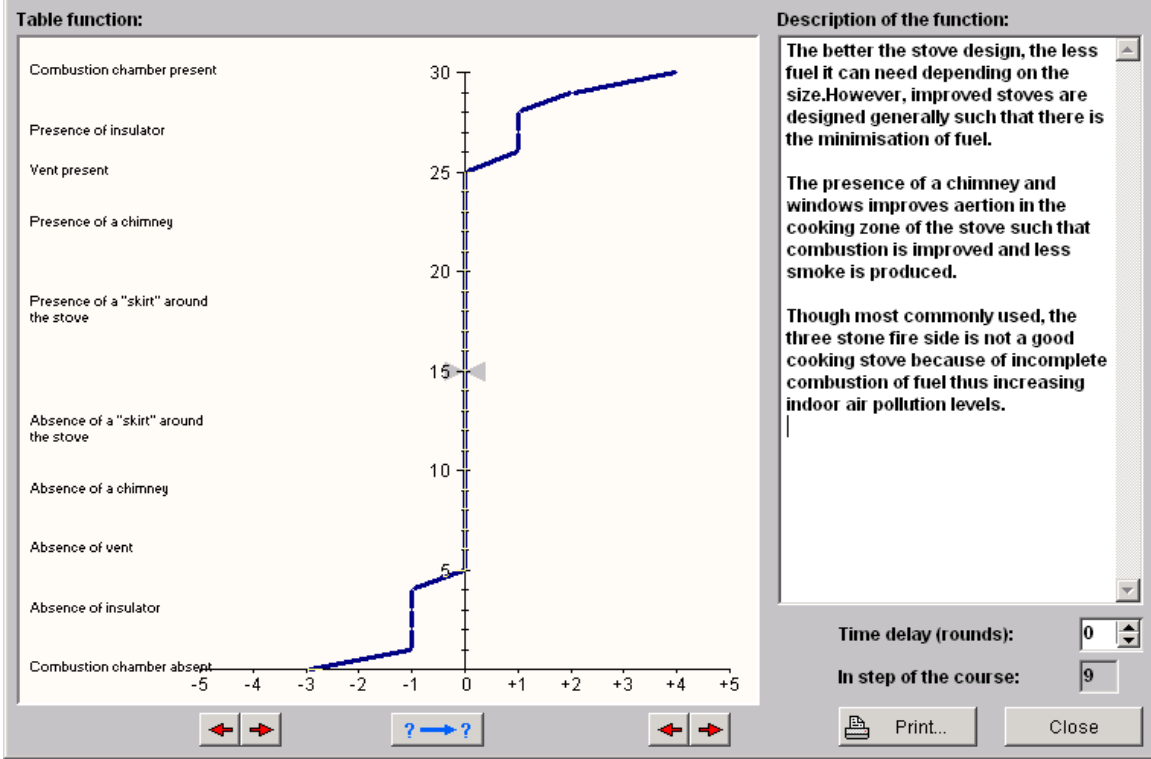 Table function:
Description of the function:
Combustion chamber present
Presence of insulator
Vent present
Presence of a chimney
Presence of a "skirt" around
the stove
Absence of a "skirt" around
the stove
Absence of a chimney
Absence of vent
Absence of insulator
Combustion chamber absent
30
25
20
15
10
5
-5 -4 -3 -2 -1 0 +1 +2 +3 +4 +5
? ?
The better the stove design, the less
fuel it can need depending on the
size.However, improved stoves are
designed generally such that there is
the minimisation of fuel.
The presence of a chimney and
windows improves aertion in the
cooking zone of the stove such that
combustion is improved and less
smoke is produced.
Though most commonly used, the
three stone fire side is not a good
cooking stove because of incomplete
combustion of fuel thus increasing
indoor air pollution levels.
Time delay (rounds): 0
In step of the course: 9
Print... Close